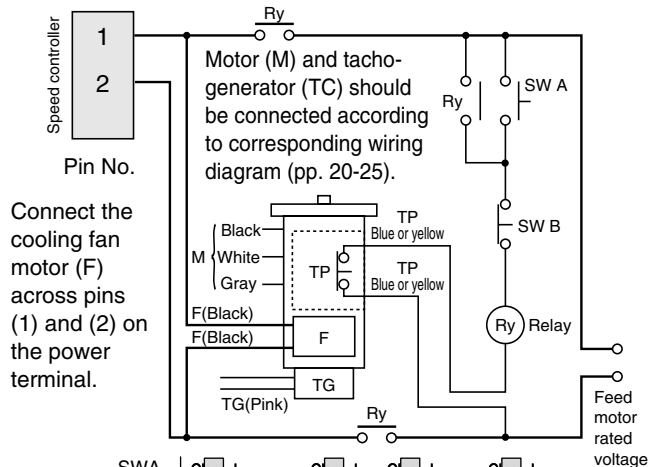 Speed controller
1
2
Pin No.
Ry
Motor (M) and tacho-
generator (TC) should
be connected according
to corresponding wiring
diagram (pp. 20-25).
Ry
SW A
SW B
Ry Relay
Connect the
cooling fan
motor (F)
across pins
(1) and (2) on
the power
terminal.
Black
M White
Gray
TP
TP
Blue or yellow
TP
Blue or yellow
F(Black)
F(Black)
F
TG
TG(Pink)
Ry
Feed
motor
rated
voltage
SWA